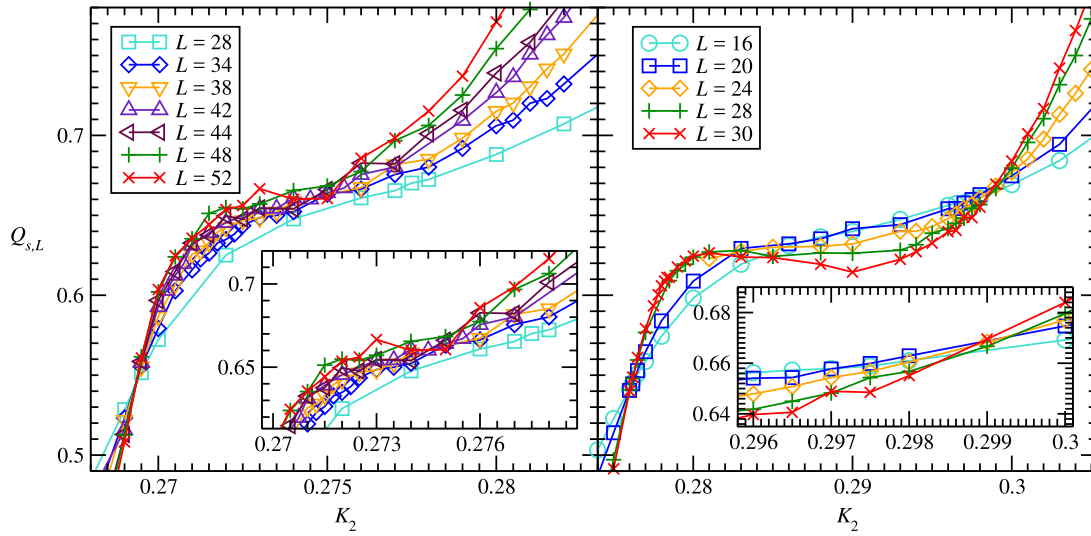 L = 28
L = 34
L = 38
L = 42
L = 44
L = 48
L = 52
0.7
0.6
0.5
Q_{s,L}
0.27
0.275
0.28
K_2
0.7
0.65
0.27
0.273
0.276
L = 16
L = 20
L = 24
L = 28
L = 30
0.28
0.29
0.3
K_2
0.68
0.66
0.64
0.296
0.297
0.298
0.299
0.3